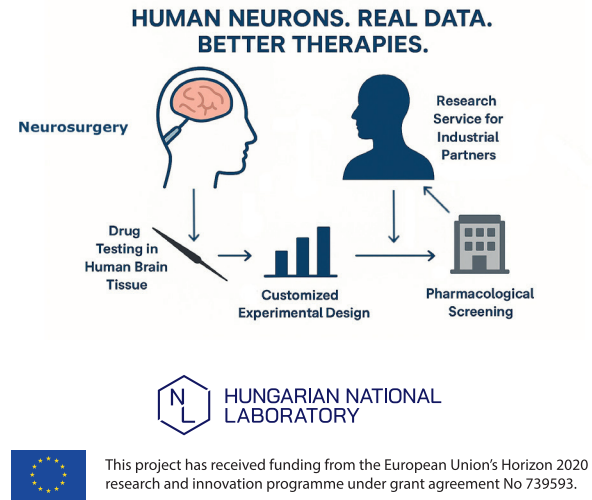 HUMAN NEURONS. REAL DATA.
BETTER THERAPIES.
Neurosurgery
Research
Service for
Industrial
Partners
Drug
Testing in
Human Brain
Tissue
Customized
Experimental Design
Pharmacological
Screening
NL
HUNGARIAN NATIONAL
LABORATORY
This project has received funding from the European Union's Horizon 2020
research and innovation programme under grant agreement No 739593.